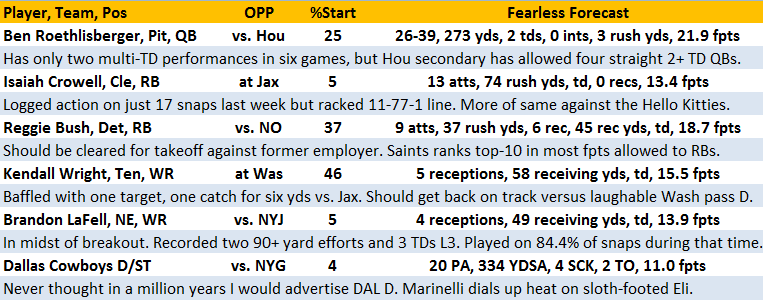 Player, Team, Pos OPP %Start Fearless Forecast
Ben Roethlisberger, Pit, QB vs. Hou 25 26-39, 273 yds, 2 tds, 0 ints, 3 rush yds, 21.9 fpts
Has only two multi-TD performances in six games, but Hou secondary has allowed four straight 2+ TD QBs.
Isaiah Crowell, Cle, RB at Jax 5 13 atts, 74 rush yds, td, 0 recs, 13.4 fpts
Logged action on just 17 snaps last week but racked 11-77-1 line. More of same against the Hello Kitties.
Reggie Bush, Det, RB vs. NO 37 9 atts, 37 rush yds, 6 rec, 45 rec yds, td, 18.7 fpts
Should be cleared for takeoff against former employer. Saints ranks top-10 in most fpts allowed to RBs.
Kendall Wright, Ten, WR at Was 46 5 receptions, 58 receiving yds, td, 15.5 fpts
Baffled with one target, one catch for six yds vs. Jax. Should get back on track versus laughable Wash pass D.
Brandon LaFell, NE, WR vs. NYJ 5 4 receptions, 49 receiving yds, td, 13.9 fpts
In midst of breakout. Recorded two 90+ yard efforts and 3 TDs L3. Played on 84.4% of snaps during that time.
Dallas Cowboys D/ST vs. NYG 4 20 PA, 334 YDSA, 4 SCK, 2 TO, 11.0 fpts
Never thought in a million years I would advertise DAL D. Marinelli dials up heat on sloth-footed Eli.